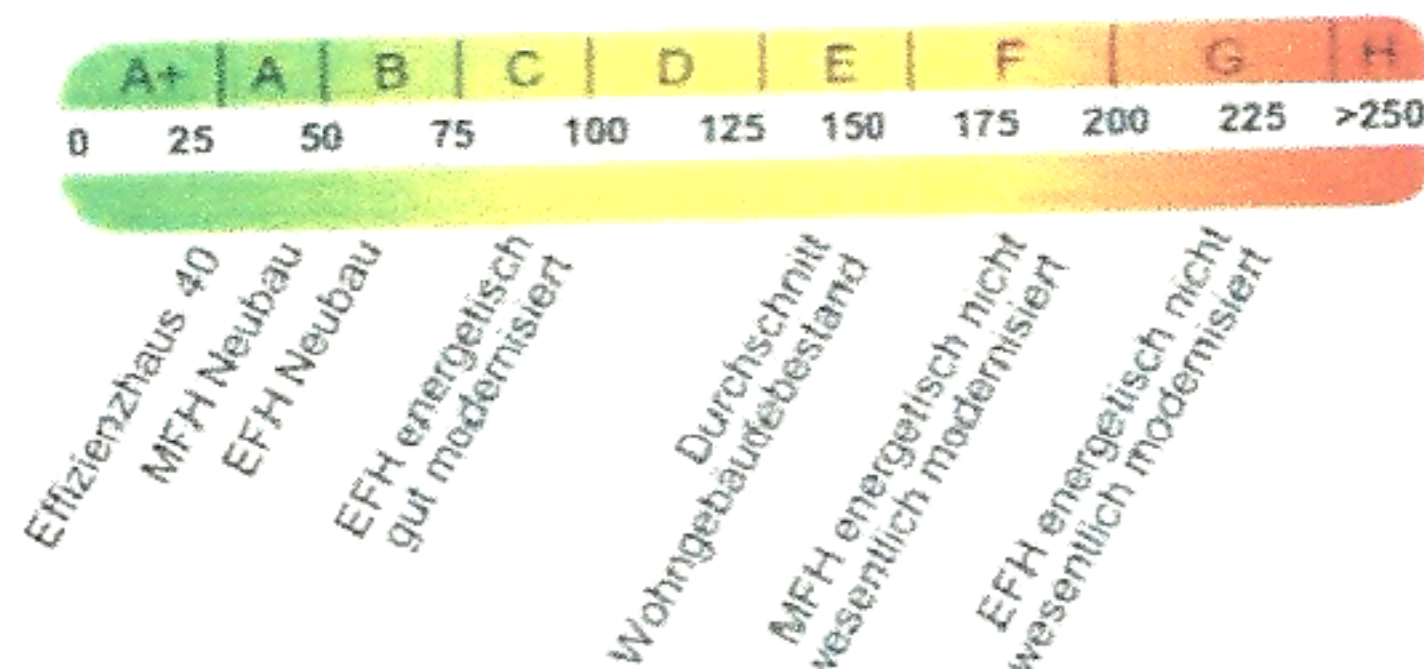 A+ A B C D E F G H
0 25 50 75 100 125 150 175 200 225 >250
Effizienzhaus 40
MFH Neubau
EFH Neubau
EFH energetisch
gut modernisiert
Durchschnitt
Wohngebäudebestand
MFH energetisch nicht
wesentlich modernisiert
EFH energetisch nicht
wesentlich modernisiert